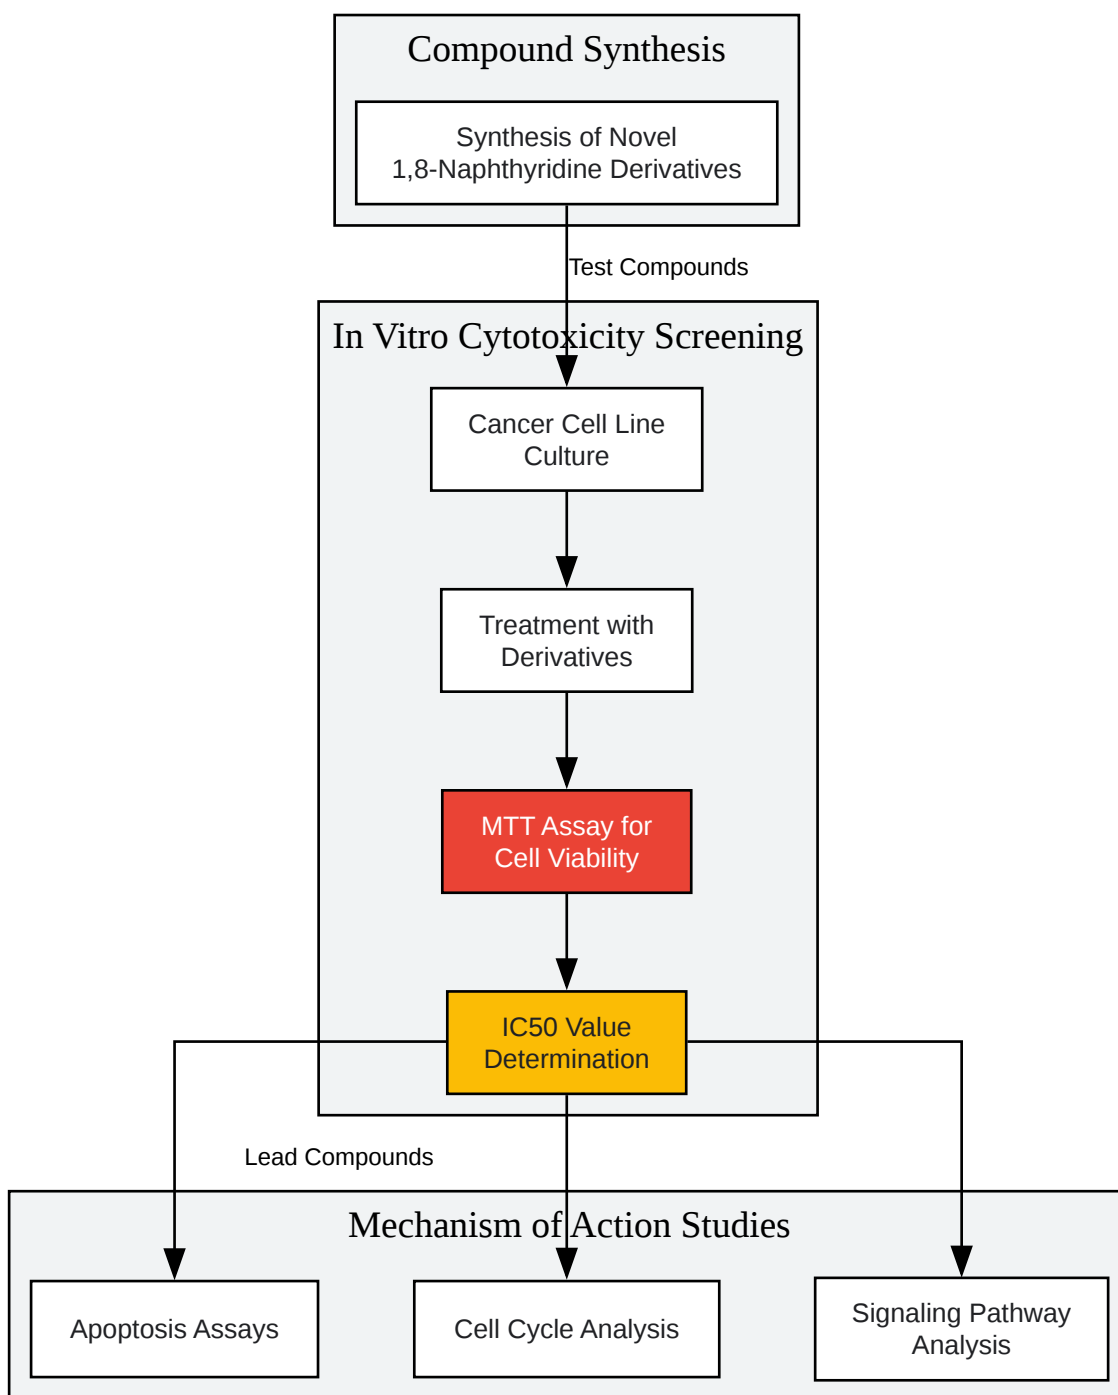 Compound Synthesis
Synthesis of Novel
1,8-Naphthyridine Derivatives
Test Compounds
In Vitro Cytotoxicity Screening
Cancer Cell Line
Culture
Treatment with
Derivatives
MTT Assay for
Cell Viability
IC50 Value
Determination
Lead Compounds
Mechanism of Action Studies
Apoptosis Assays
Cell Cycle Analysis
Signaling Pathway
Analysis